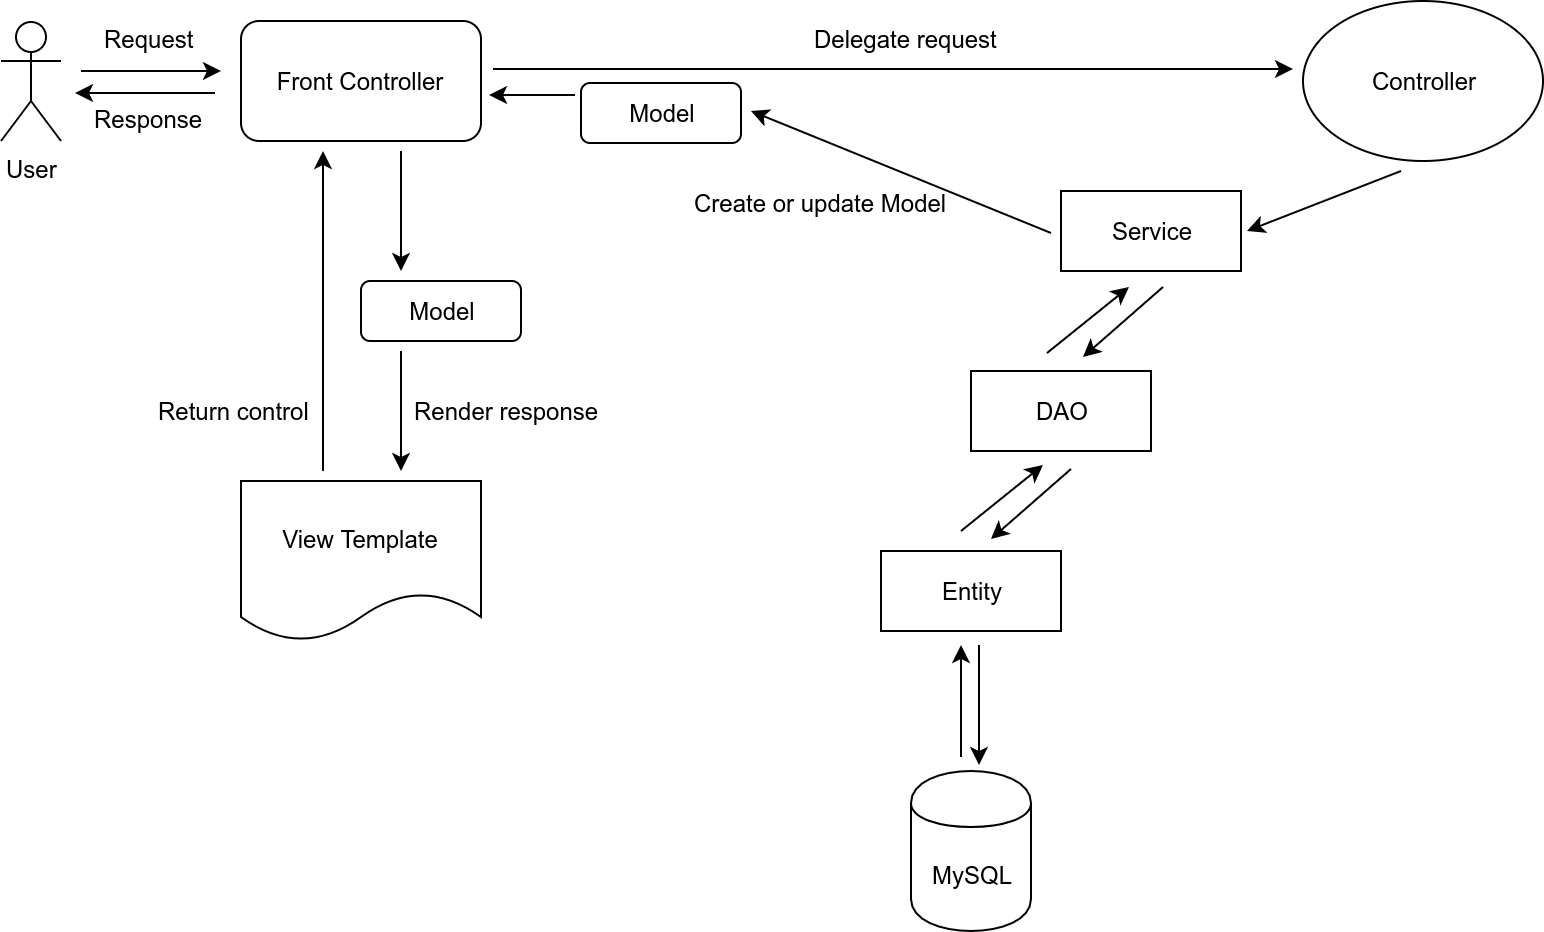 Request
Front Controller
Delegate request
Controller
Response
Model
User
Create or update Model
Service
Model
Return control
Render response
DAO
View Template
Entity
MySQL